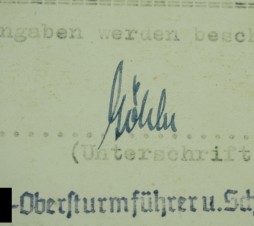 ngaben werden besch
(Unterschrift
-Obersturmführer u. Sch